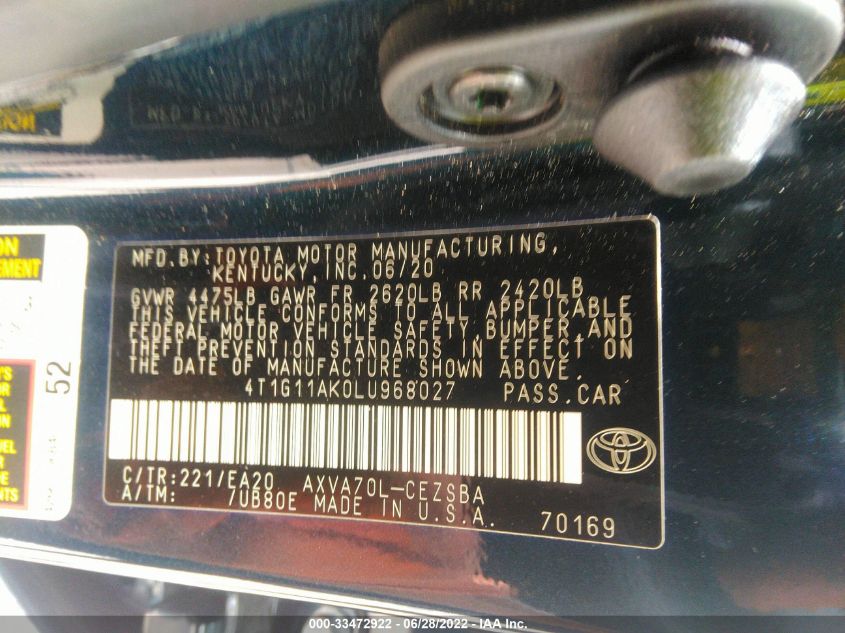 ON
EMENT
52
MFD.BY:TOYOTA MOTOR MANUFACTURING,
KENTUCKY,INC.06/20
GVWR 4475LB GAWR FR 2620LB RR 2420LB
THIS VEHICLE CONFORMS TO ALL APPLICABLE
FEDERAL MOTOR VEHICLE SAFETY,BUMPER,AND
THEFT PREVENTION STANDARDS IN EFFECT ON
THE DATE OF MANUFACTURE SHOWN ABOVE.
4T1G11AK0LU968027 PASS.CAR
C/TR:221/EA20 AXVA70L-CEZSBA
A/TM: /UB80E MADE IN U.S.A. 70169
000-33472922 - 06/28/2022 - IAA Inc.